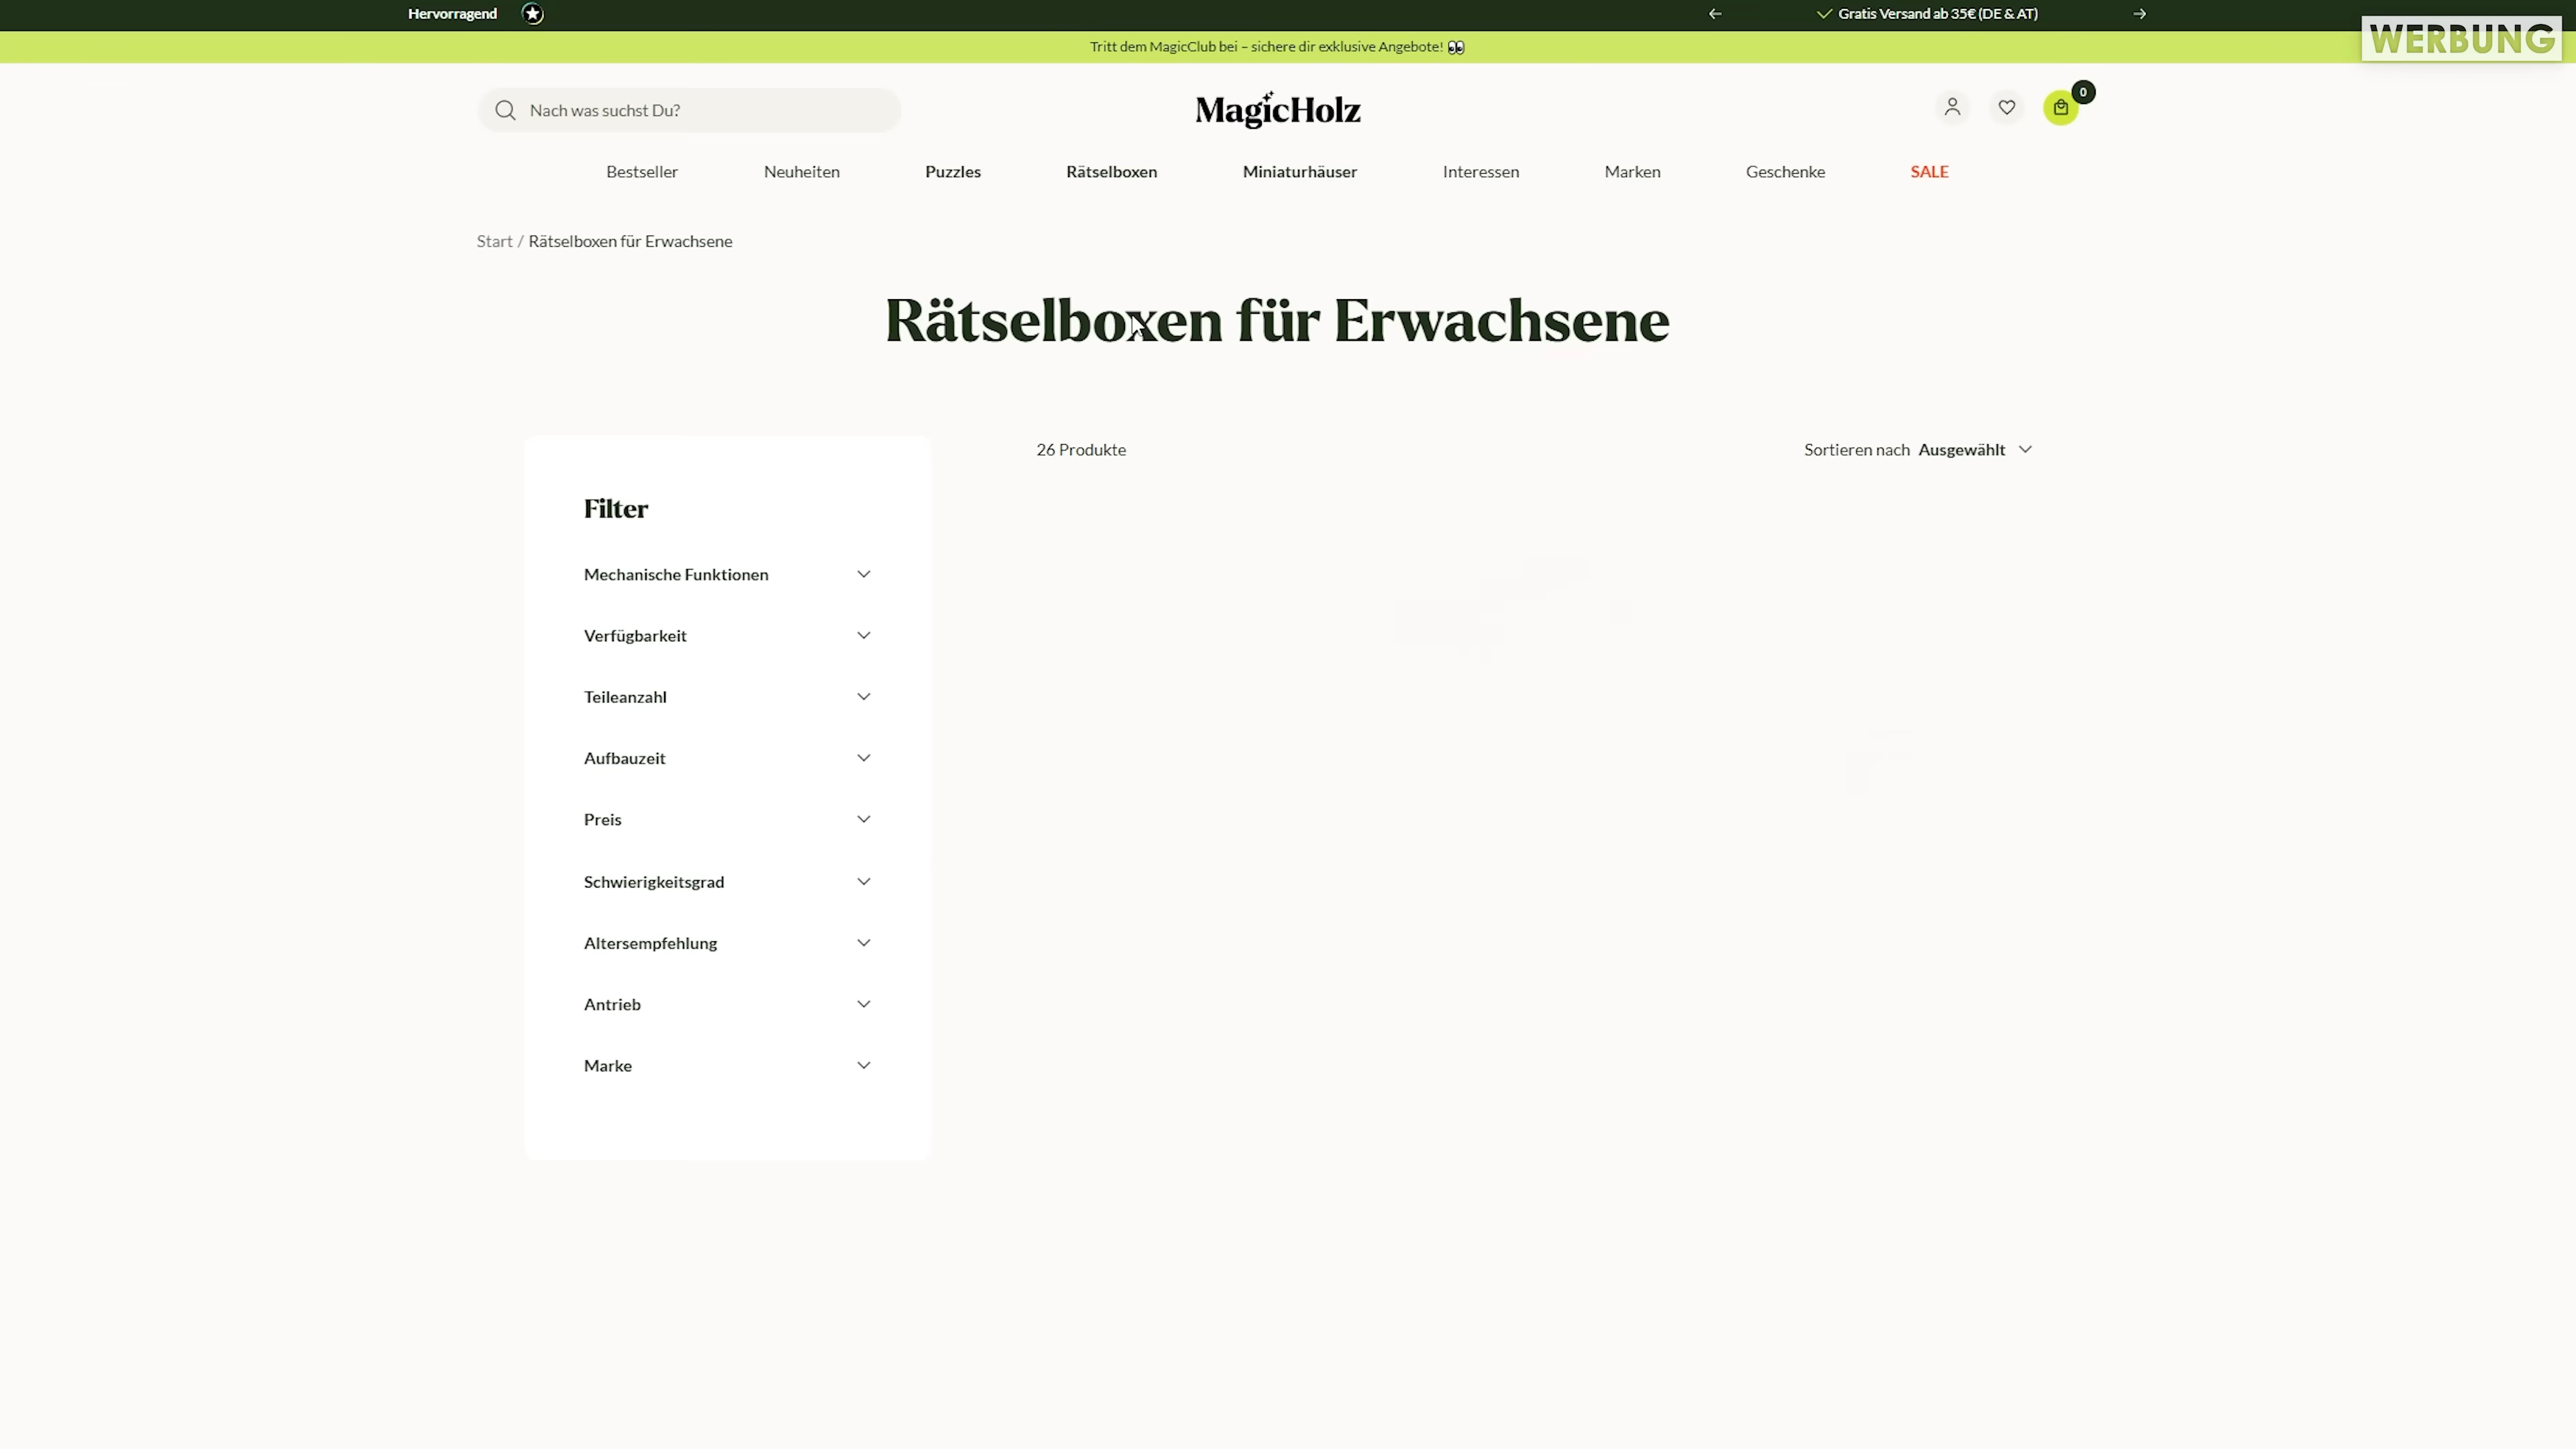 Hervorragend
Gratis Versand ab 35€ (DE & AT)
WERBUNG
Tritt dem MagicClub bei – sichere dir exklusive Angebote! 👀
Nach was suchst Du?
MagicHolz
0
Bestseller Neuheiten Puzzles Rätselboxen Miniaturhäuser Interessen Marken Geschenke SALE
Start / Rätselboxen für Erwachsene
Rätselboxen für Erwachsene
26 Produkte
Sortieren nach Ausgewählt
Filter
Mechanische Funktionen
Verfügbarkeit
Teileanzahl
Aufbauzeit
Preis
Schwierigkeitsgrad
Altersempfehlung
Antrieb
Marke